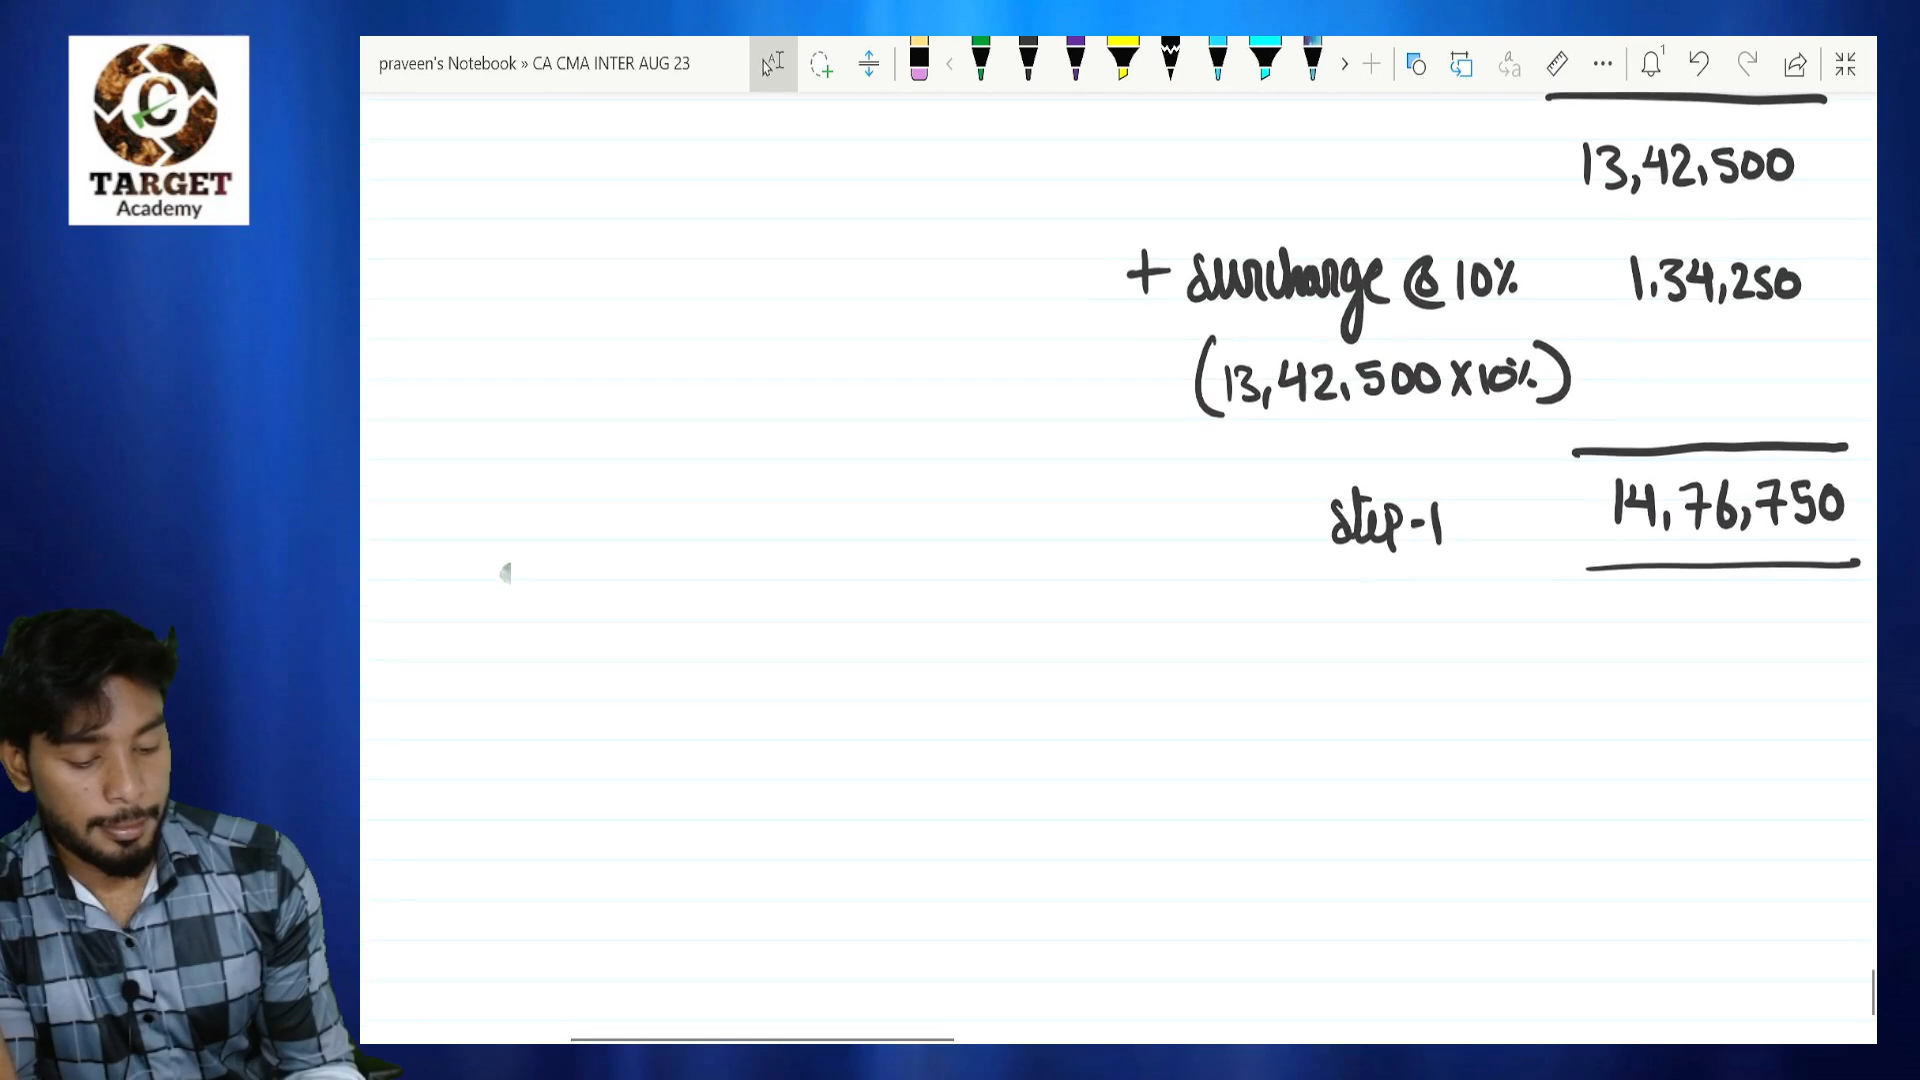 TARGET
Academy
praveen's Notebook » CA CMA INTER AUG 23
13,42,500
+ surcharge @ 10% 1.34,250
(13,42,500 X 10%)
step-1 14,76,750